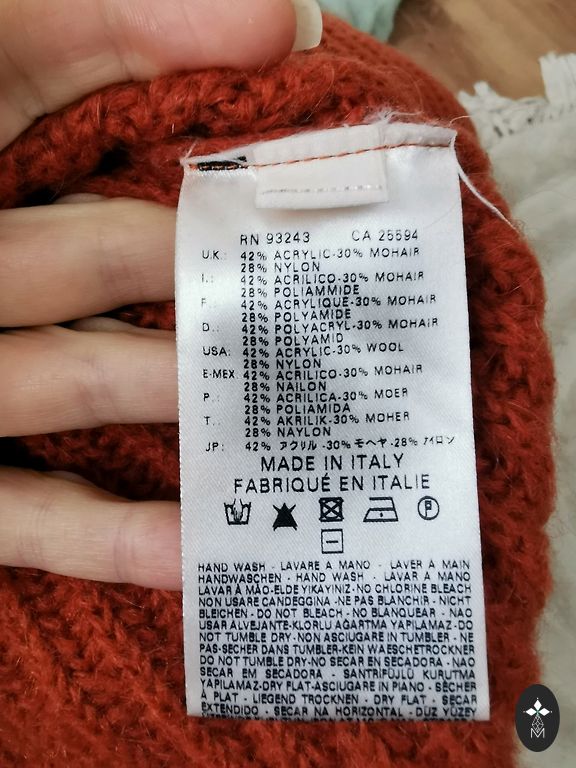 RN 93243 CA 25594
U.K.: 42% ACRYLIC-30% MOHAIR
28% NYLON
I.: 42% ACRILICO-30% MOHAIR
28% POLIAMMIDE
F.: 42% ACRYLIQUE-30% MOHAIR
28% POLYAMIDE
D.: 42% POLYACRYL-30% MOHAIR
28% POLYAMID
USA: 42% ACRYLIC-30% WOOL
28% NYLON
E-MEX: 42% ACRILICO-30% MOHAIR
28% NAILON
P.: 42% ACRILICA-30% MOER
28% POLIAMIDA
T.: 42% AKRILIK-30% MOHER
28% NAYLON
JP: 42% アクリル -30% モヘヤ-28% ナイロン
MADE IN ITALY
FABRIQUÉ EN ITALIE
P
HAND WASH - LAVARE A MANO - LAVER A MAIN
HANDWASCHEN - HAND WASH - LAVAR A MANO
LAVAR À MÃO-ELDE YIKAYINIZ-NO CHLORINE BLEACH
NON USARE CANDEGGINA -NE PAS BLANCHIR - NICHT
BLEICHEN - DO NOT BLEACH - NO BLANQUEAR - NAO
USAR ALVEJANTE-KLORLU AĞARTMA YAPILAMAZ-DO
NOT TUMBLE DRY-NON ASCIUGARE IN TUMBLER - NE
PAS-SECHER DANS TUMBLER-KEIN WAESCHETROCKNER
DO NOT TUMBLE DRY-NO SECAR EN SECADORA - NAO
SECAR EM SECADORA - SANTRİFÜJLÜ KURUTMA
YAPILAMAZ-DRY FLAT-ASCIUGARE IN PIANO - SÉCHER
À PLAT - LIEGEND TROCKNEN - DRY FLAT - SECAR
EXTENDIDO - SECAR NA HORIZONTAL - DÜZ YÜZEY
M